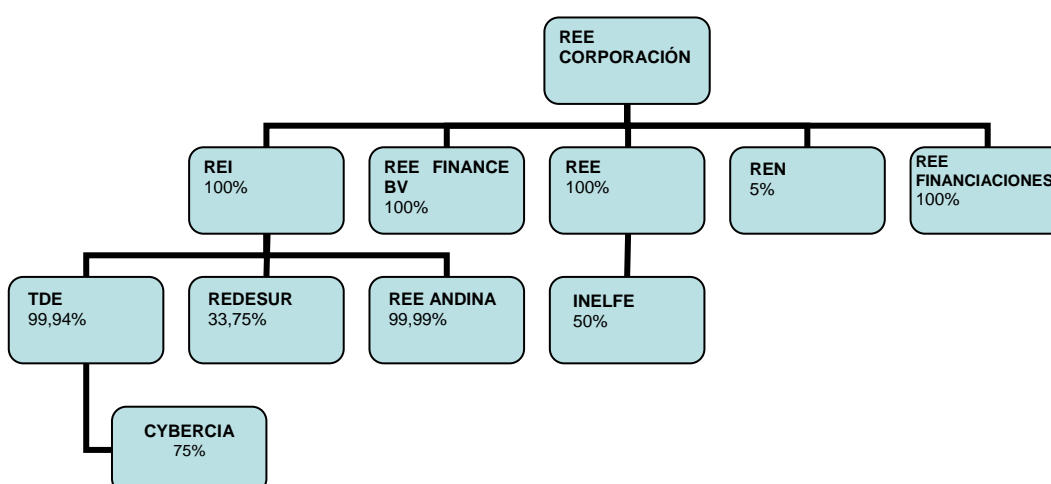 REE
CORPORACIÓN
REI
100%
REE FINANCE
BV
100%
REE
100%
REN
5%
REE
FINANCIACIONES
100%
TDE
99,94%
REDESUR
33,75%
REE ANDINA
99,99%
INELFE
50%
CYBERCIA
75%